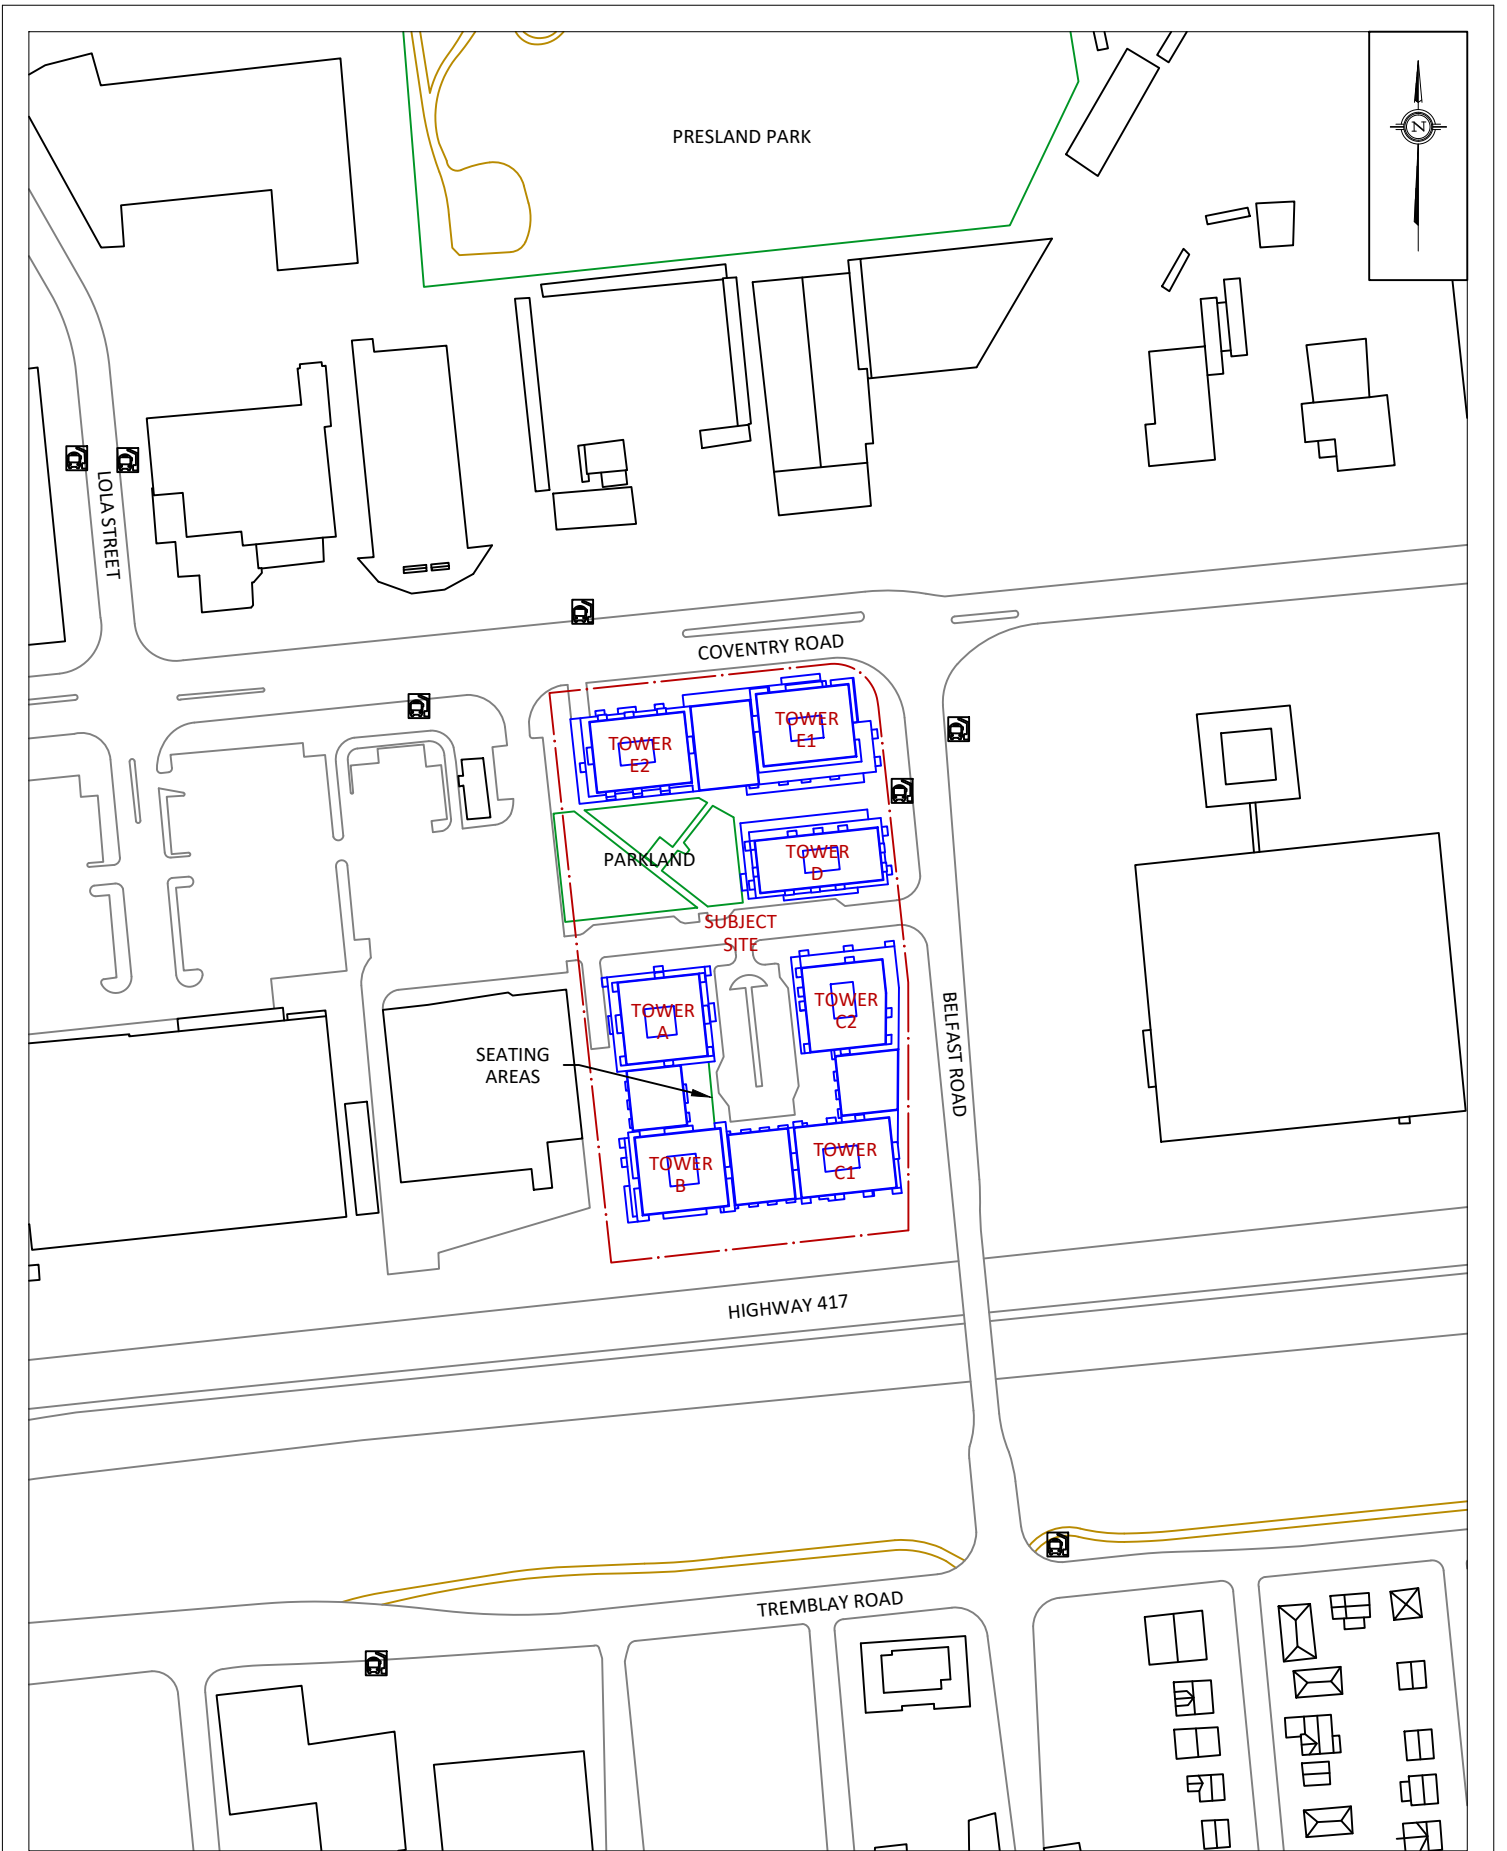 PRESLAND PARK
N
LOLA STREET
COVENTRY ROAD
TOWER
E1
TOWER
E2
PARKLAND
TOWER
D
SUBJECT
SITE
TOWER
A
TOWER
C2
SEATING
AREAS
BELFAST ROAD
TOWER
B
TOWER
C1
HIGHWAY 417
TREMBLAY ROAD